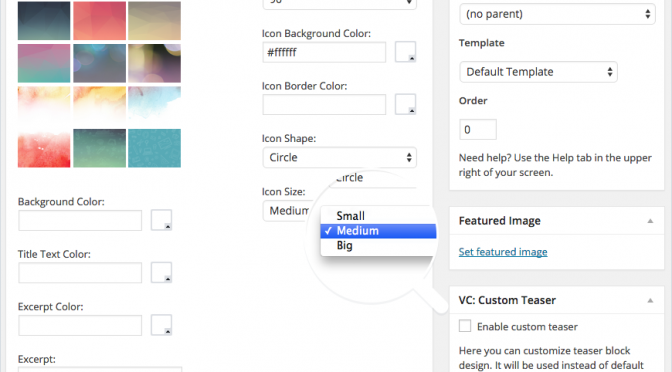 Background Color:
Title Text Color:
Excerpt Color:
Excerpt:
Icon Background Color:
#ffffff
Icon Border Color:
Icon Shape:
Circle
Circle
Icon Size:
Medium
Small
✓ Medium
Big
(no parent)
Template
Default Template
Order
0
Need help? Use the Help tab in the upper
right of your screen.
Featured Image
Set featured image
VC: Custom Teaser
Enable custom teaser
Here you can customize teaser block
design. It will be used instead of default